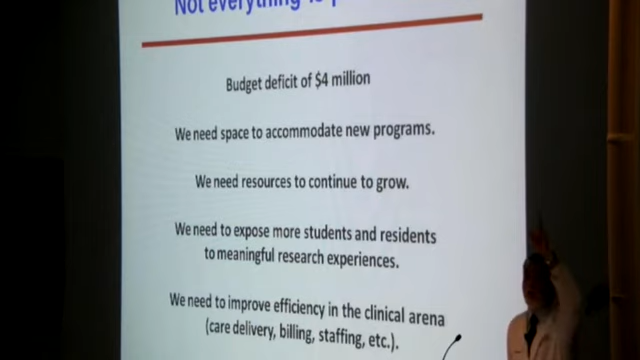 Not everything is
Budget deficit of $4 million
We need space to accommodate new programs.
We need resources to continue to grow.
We need to expose more students and residents
to meaningful research experiences.
We need to improve efficiency in the clinical arena
(care delivery, billing, staffing, etc.).